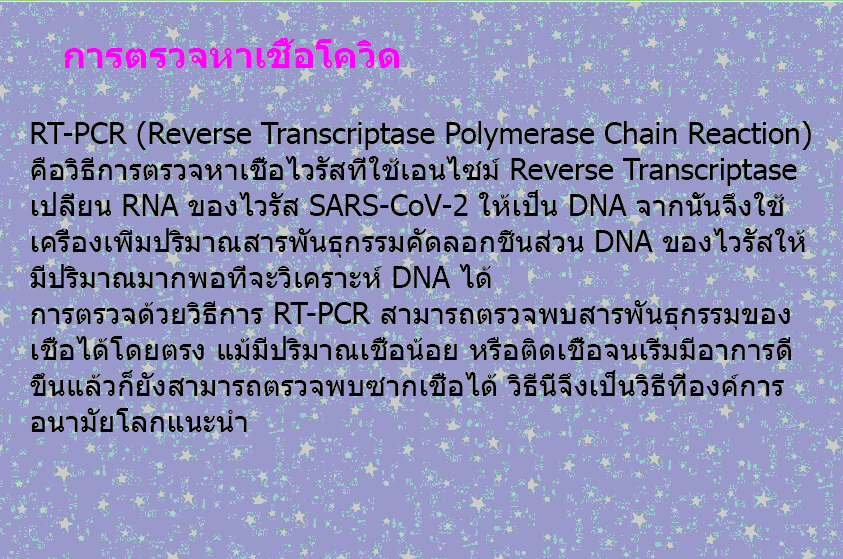 การตรวจหาเชื้อโควิด
RT-PCR (Reverse Transcriptase Polymerase Chain Reaction)
คือวิธีการตรวจหาเชื้อไวรัสที่ใช้เอนไซม์ Reverse Transcriptase
เปลี่ยน RNA ของไวรัส SARS-CoV-2 ให้เป็น DNA จากนั้นจึงใช้
เครื่องเพิ่มปริมาณสารพันธุกรรมคัดลอกชิ้นส่วน DNA ของไวรัสให้
มีปริมาณมากพอที่จะวิเคราะห์ DNA ได้
การตรวจด้วยวิธีการ RT-PCR สามารถตรวจพบสารพันธุกรรมของ
เชื้อได้โดยตรง แม้มีปริมาณเชื้อน้อย หรือติดเชื้อจนเริ่มมีอาการดี
ขึ้นแล้วก็ยังสามารถตรวจพบซากเชื้อได้ วิธีนี้จึงเป็นวิธีที่องค์การ
อนามัยโลกแนะนำ